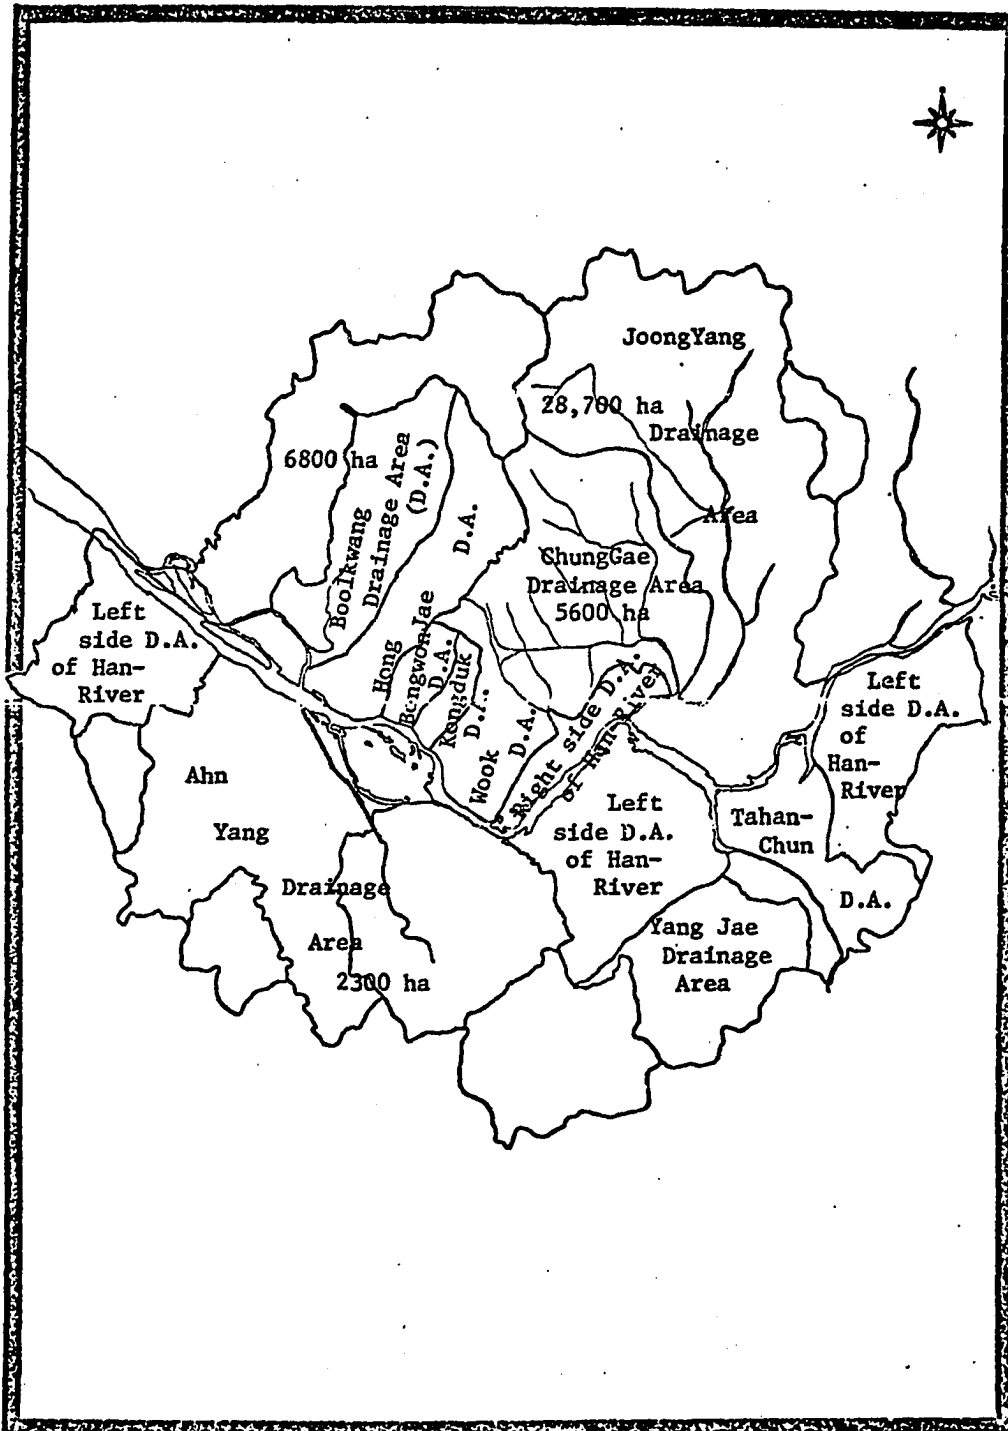 JoongYang
28,700 ha
Drainage
Area
6800 ha
Boolkwang
Drainage Area
(D.A.)
Hong Jae
D.A.
ChungGae
Drainage Area
5600 ha
Bongwon
D.A.
Kongduk
D.A.
Wook
D.A.
Right side D.A.
of Han-River
Left
side D.A.
of Han-
River
Ahn
Yang
Drainage
Area
2300 ha
Left
side D.A.
of Han-
River
Tahan-
Chun
D.A.
Left
side D.A.
of
Han-
River
Yang Jae
Drainage
Area